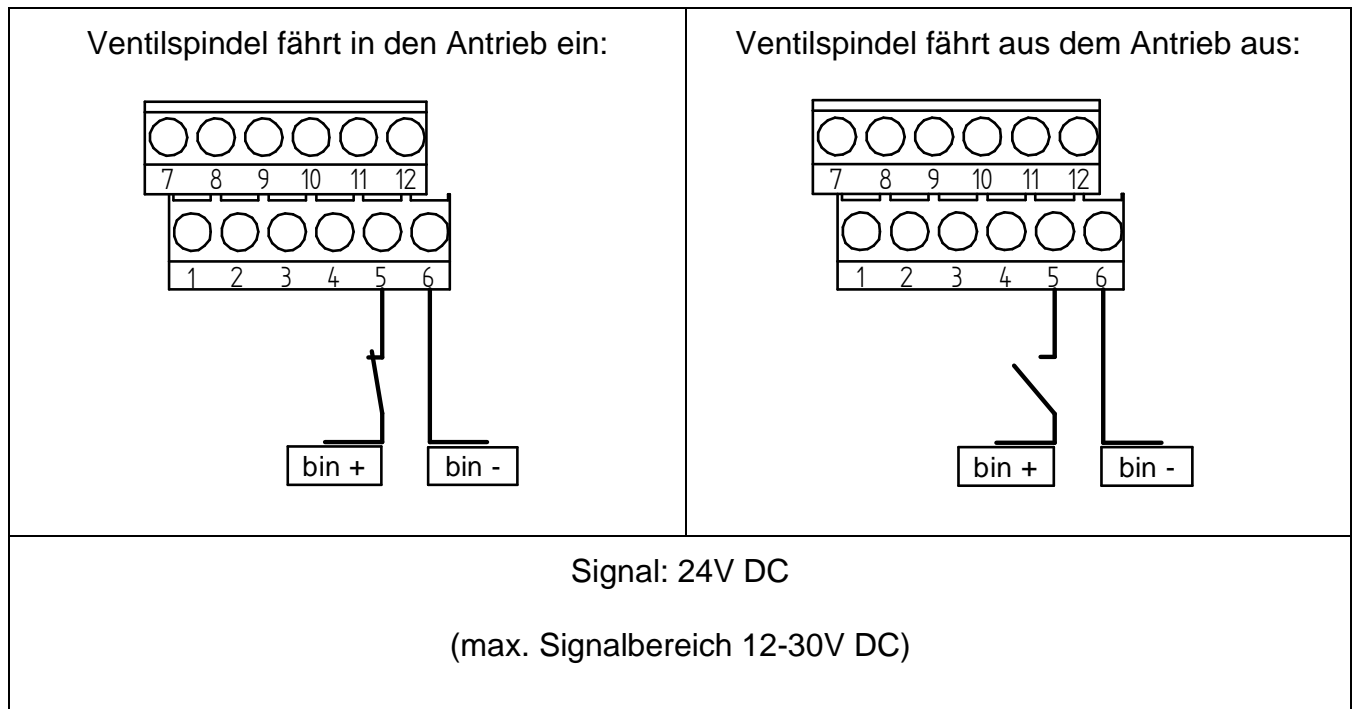 Ventilspindel fährt in den Antrieb ein:
7 8 9 10 11 12
1 2 3 4 5 6
bin + bin -
Ventilspindel fährt aus dem Antrieb aus:
7 8 9 10 11 12
1 2 3 4 5 6
bin + bin -
Signal: 24V DC
(max. Signalbereich 12-30V DC)